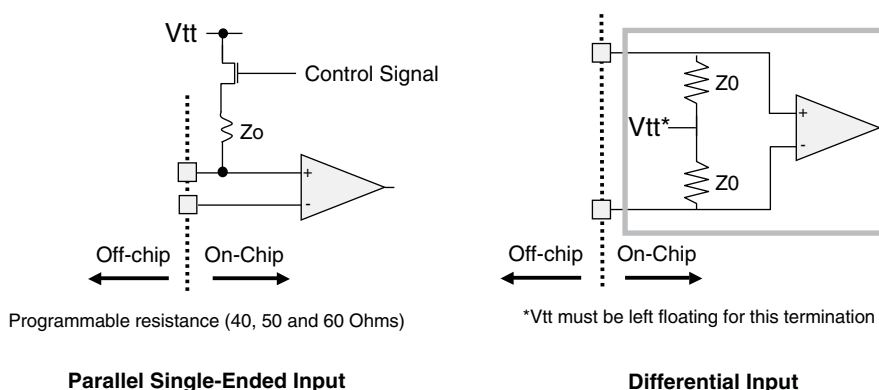 Vtt
Control Signal
Zo
+
-
Off-chip
On-Chip
Programmable resistance (40, 50 and 60 Ohms)
Parallel Single-Ended Input
Z0
Vtt*
Z0
+
-
Off-chip
On-Chip
*Vtt must be left floating for this termination
Differential Input